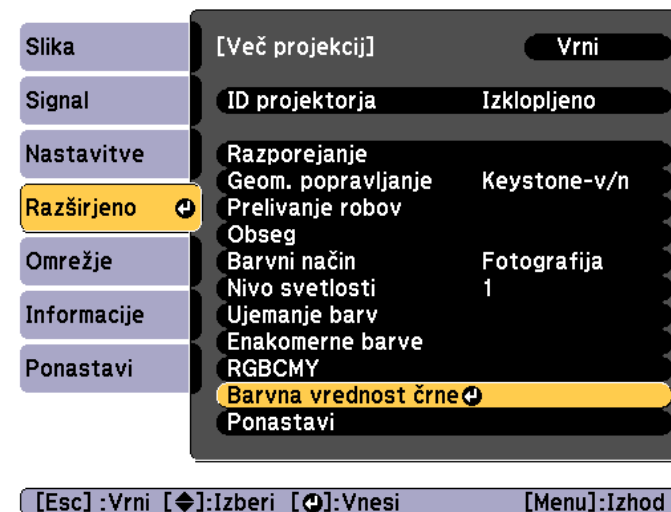 Slika
Signal
Nastavitve
Razširjeno
Omrežje
Informacije
Ponastavi
[Več projekcij] Vrni
ID projektorja Izklopljeno
Razporejanje
Geom. popravljanje Keystone-v/n
Prelivanje robov
Obseg
Barvni način Fotografija
Nivo svetlosti 1
Ujemanje barv
Enakomerne barve
RGBCMY
Barvna vrednost črne
Ponastavi
[Esc] :Vrni [◆]:Izberi [↵]:Vnesi [Menu]:Izhod